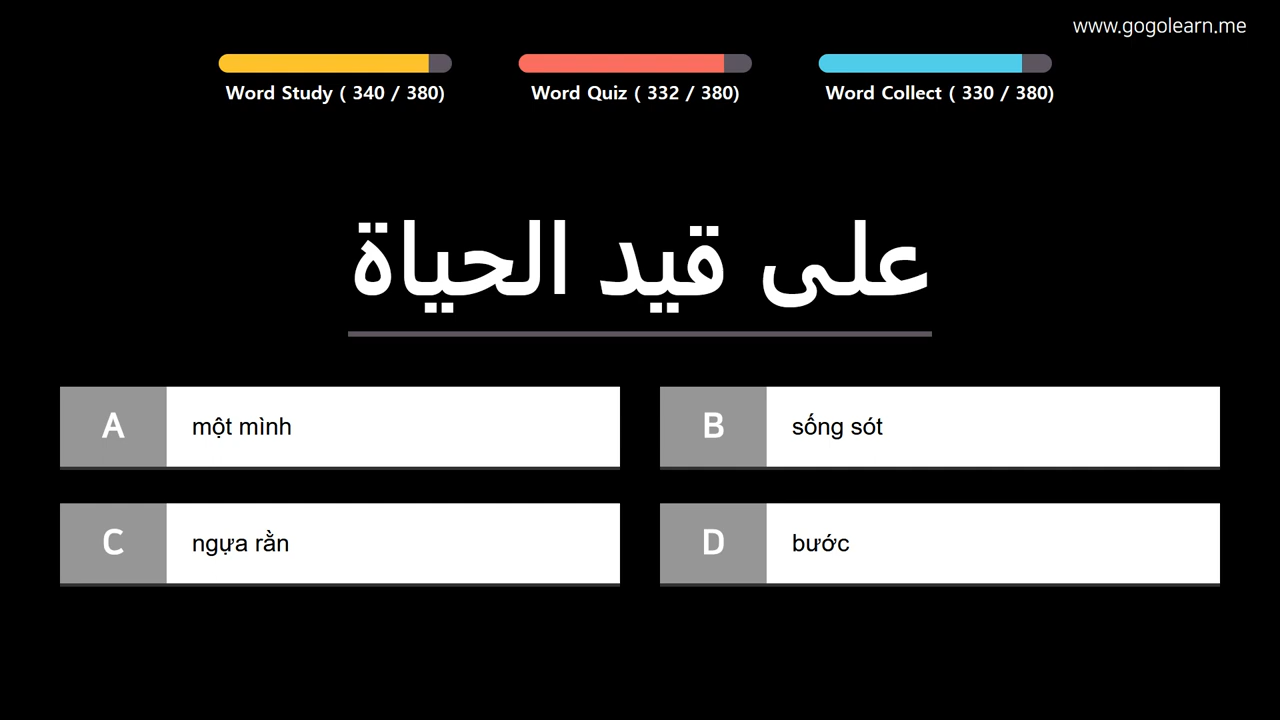 www.gogolearn.me
Word Study ( 340 / 380)
Word Quiz ( 332 / 380)
Word Collect ( 330 / 380)
على قيد الحياة
A một mình
B sống sót
C ngựa rằn
D bước